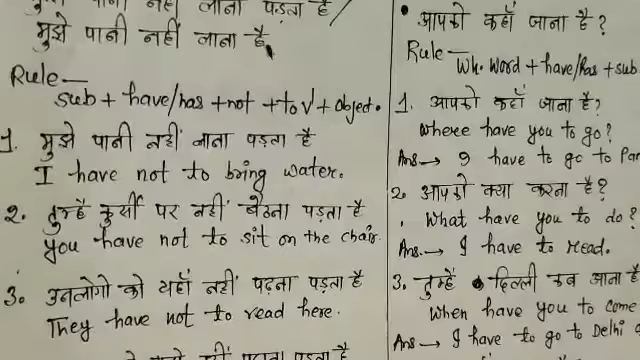 पानी नहीं लाना पड़ता है /
मुझे पानी नहीं लाना है
Rule —
sub + have/has + not + to V + object.
1. मुझे पानी नहीं लाना पड़ता है
I have not to bring water.
2. तुम्हें कुर्सी पर नहीं बैठना पड़ता है
you have not to sit on the chair.
3. उनलोगो को यहाँ नहीं पढ़ना पड़ता है
They have not to read here.
• आपको कहाँ जाना है?
Rule —
Wh. Word + have/has + sub
1. आपको कहाँ जाना है?
Where have you to go?
Ans. → I have to go to
2. आपको क्या करना है?
. What have you to do?
Ans. → I have to read.
3. तुम्हें दिल्ली कब आना है
When have you to come
Ans → I have to go to Delhi